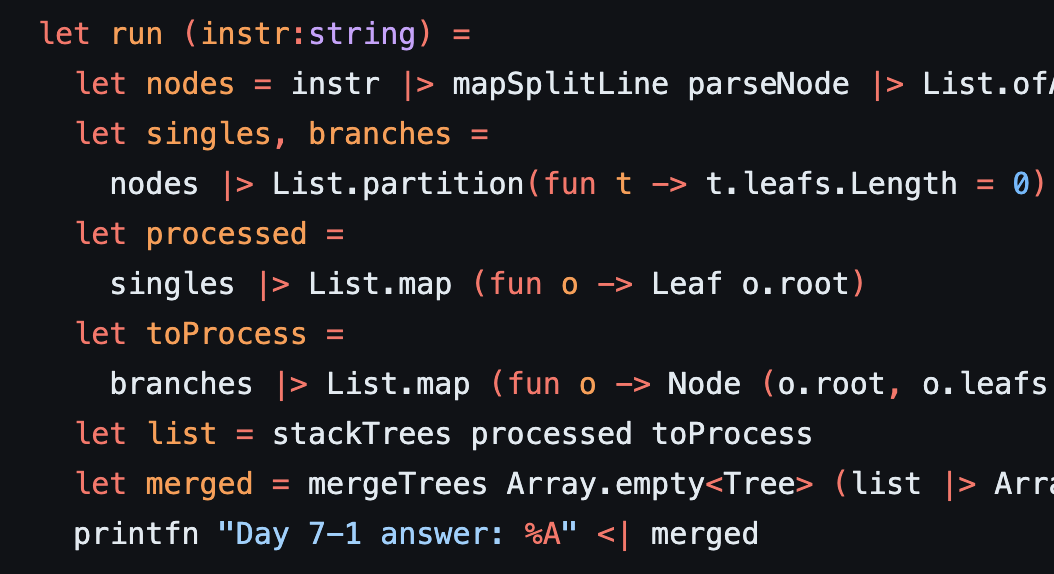 let run (instr:string) =
let nodes = instr |> mapSplitLine parseNode |> List.of
let singles, branches =
nodes |> List.partition(fun t -> t.leafs.Length = 0)
let processed =
singles |> List.map (fun o -> Leaf o.root)
let toProcess =
branches |> List.map (fun o -> Node (o.root, o.leafs
let list = stackTrees processed toProcess
let merged = mergeTrees Array.empty<Tree> (list |> Arra
printfn "Day 7-1 answer: %A" <| merged